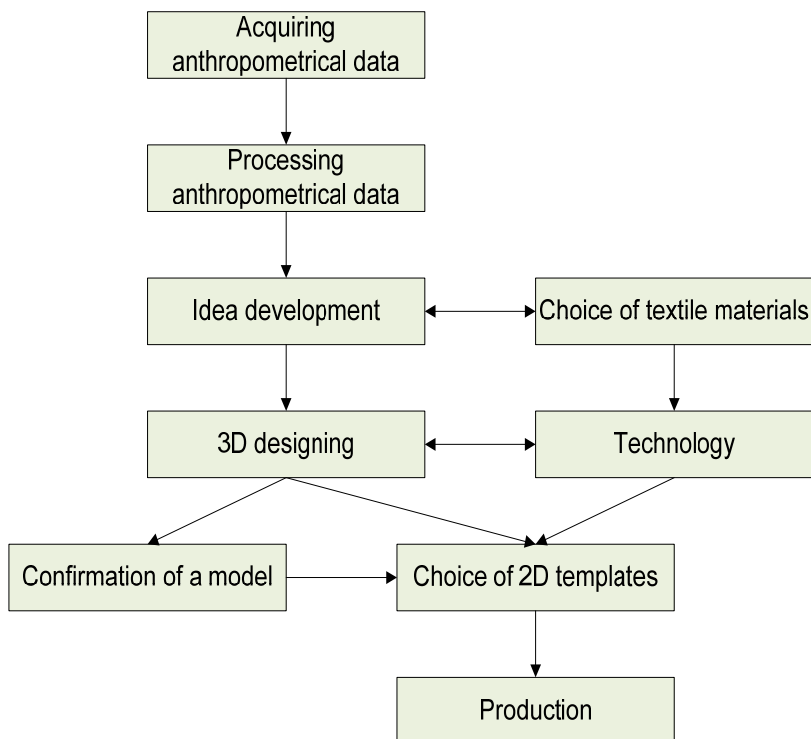 Acquiring
anthropometrical data
Processing
anthropometrical data
Idea development
Choice of textile materials
3D designing
Technology
Confirmation of a model
Choice of 2D templates
Production